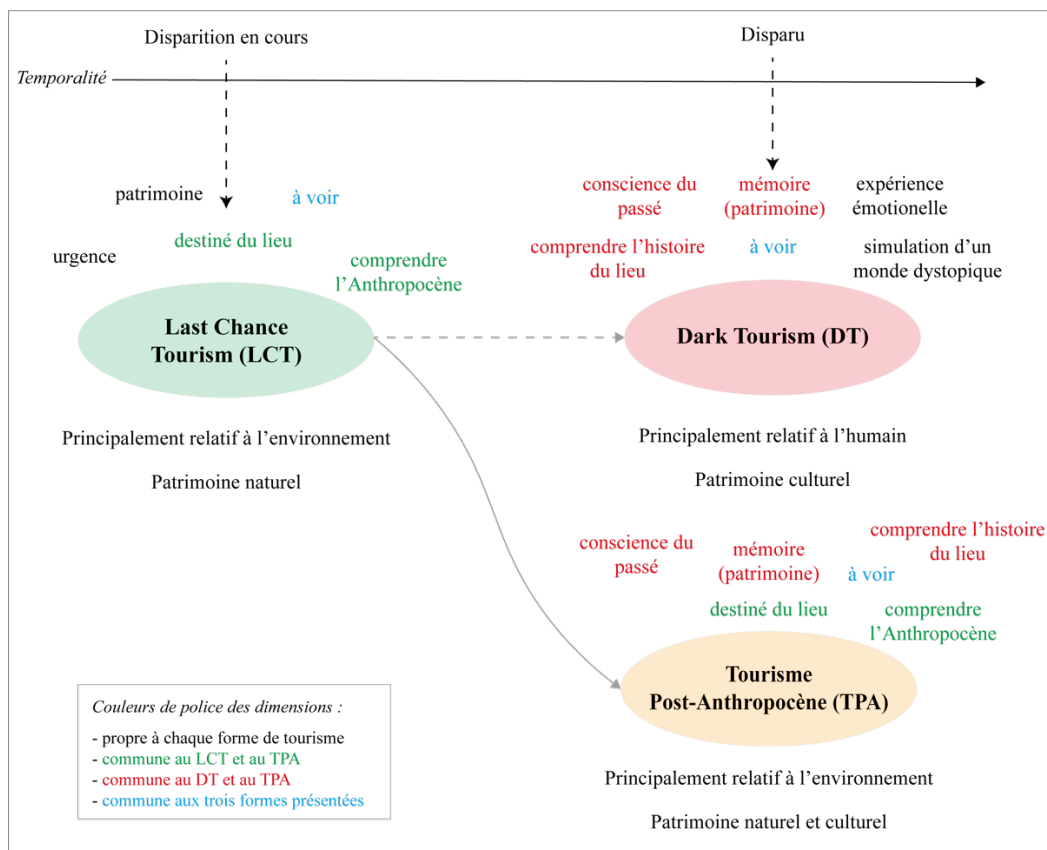 Disparition en cours
Disparu
Temporalité
patrimoine
à voir
urgence
destiné du lieu
comprendre
l’Anthropocène
Last Chance
Tourism (LCT)
Principalement relatif à l’environnement
Patrimoine naturel
conscience du
passé
mémoire
(patrimoine)
expérience
émotionelle
comprendre l’histoire
du lieu
à voir
simulation d’un
monde dystopique
Dark Tourism (DT)
Principalement relatif à l’humain
Patrimoine culturel
conscience du
passé
mémoire
(patrimoine)
à voir
comprendre l’histoire
du lieu
destiné du lieu
comprendre
l’Anthropocène
Tourisme
Post-Anthropocène (TPA)
Principalement relatif à l’environnement
Patrimoine naturel et culturel
Couleurs de police des dimensions :
- propre à chaque forme de tourisme
- commune au LCT et au TPA
- commune au DT et au TPA
- commune aux trois formes présentées